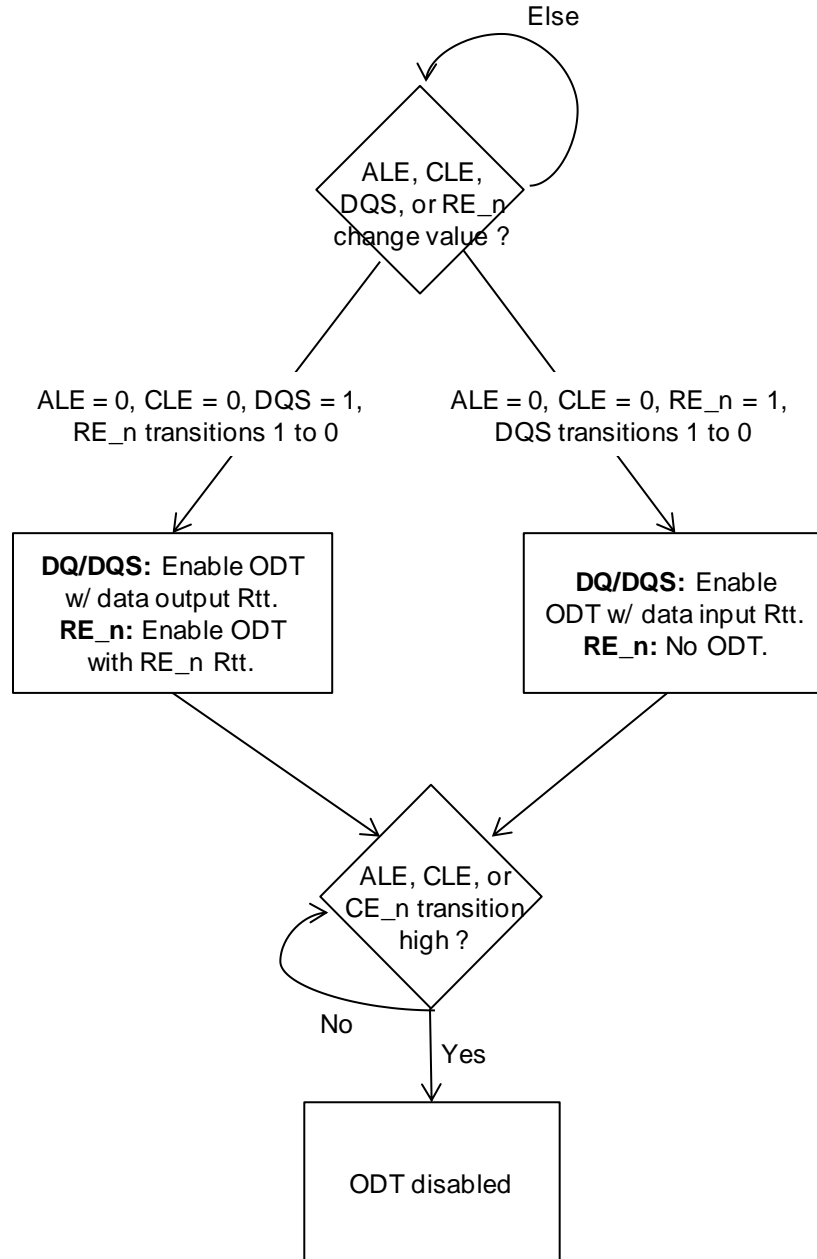 Else
ALE, CLE,
DQS, or RE_n
change value ?
ALE = 0, CLE = 0, DQS = 1,
RE_n transitions 1 to 0
ALE = 0, CLE = 0, RE_n = 1,
DQS transitions 1 to 0
DQ/DQS: Enable ODT
w/ data output Rtt.
RE_n: Enable ODT
with RE_n Rtt.
DQ/DQS: Enable
ODT w/ data input Rtt.
RE_n: No ODT.
ALE, CLE, or
CE_n transition
high ?
No
Yes
ODT disabled